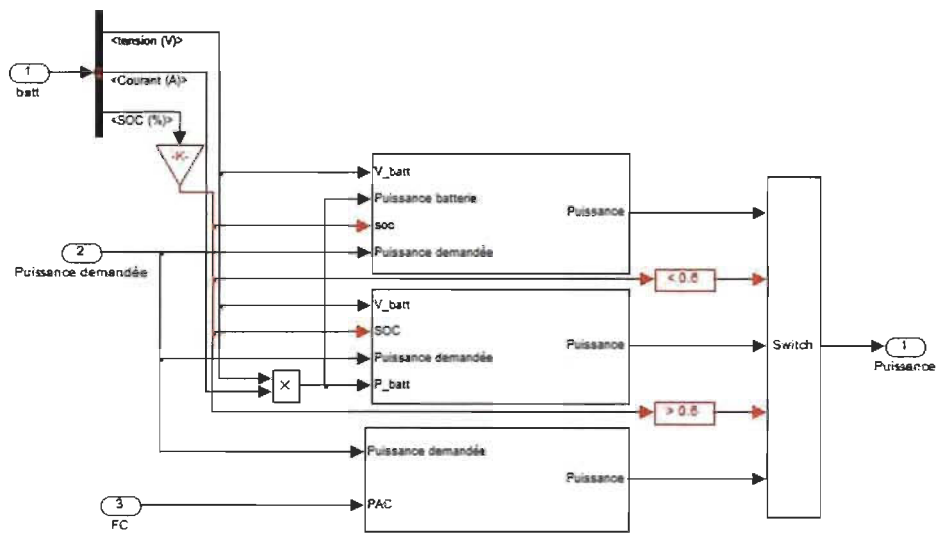 <tension (V)>
1
batt
<Courant (A)>
<SOC (%)>
-K-
V_batt
Puissance batterie
soc
Puissance demandée
Puissance
2
Puissance demandée
< 0.6
V_batt
SOC
Puissance demandée
P_batt
Puissance
Switch
1
Puissance
×
> 0.6
Puissance demandée
PAC
Puissance
3
FC